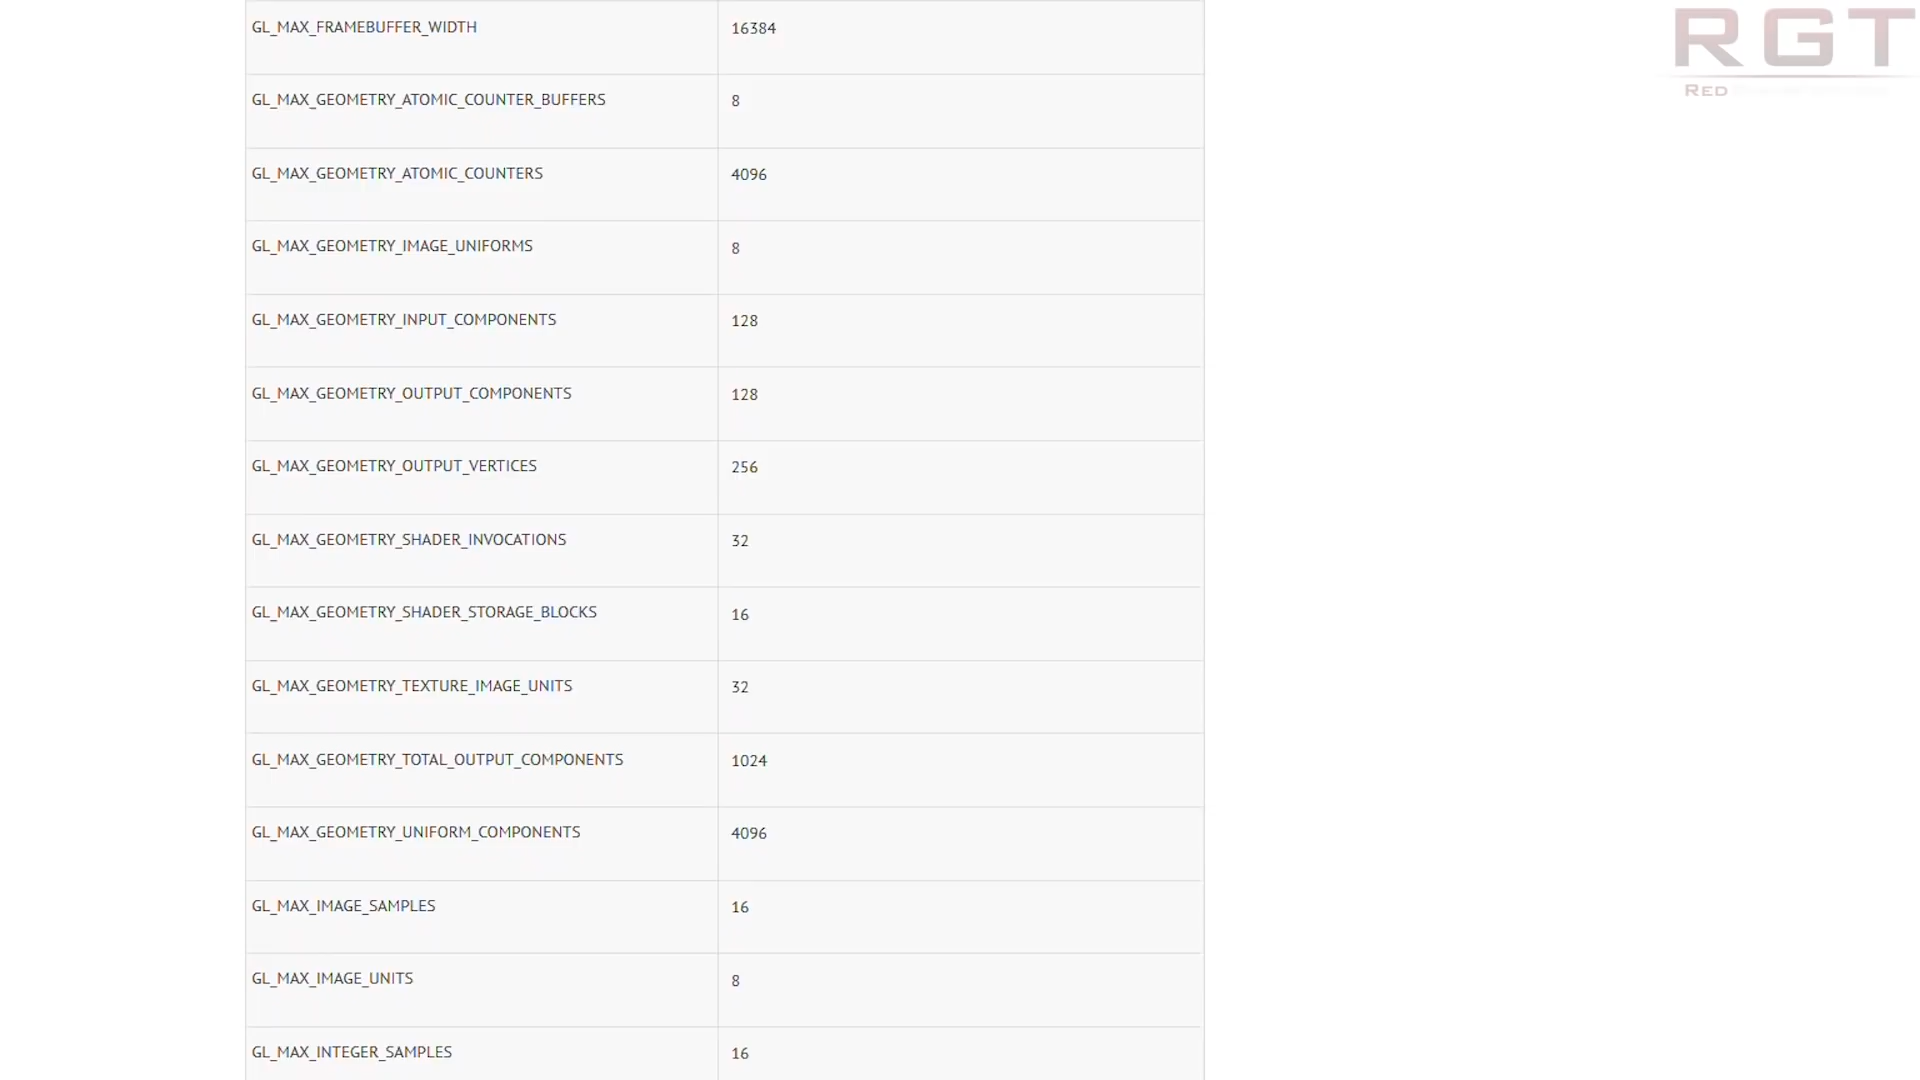 GL_MAX_FRAMEBUFFER_WIDTH 16384
GL_MAX_GEOMETRY_ATOMIC_COUNTER_BUFFERS 8
GL_MAX_GEOMETRY_ATOMIC_COUNTERS 4096
GL_MAX_GEOMETRY_IMAGE_UNIFORMS 8
GL_MAX_GEOMETRY_INPUT_COMPONENTS 128
GL_MAX_GEOMETRY_OUTPUT_COMPONENTS 128
GL_MAX_GEOMETRY_OUTPUT_VERTICES 256
GL_MAX_GEOMETRY_SHADER_INVOCATIONS 32
GL_MAX_GEOMETRY_SHADER_STORAGE_BLOCKS 16
GL_MAX_GEOMETRY_TEXTURE_IMAGE_UNITS 32
GL_MAX_GEOMETRY_TOTAL_OUTPUT_COMPONENTS 1024
GL_MAX_GEOMETRY_UNIFORM_COMPONENTS 4096
GL_MAX_IMAGE_SAMPLES 16
GL_MAX_IMAGE_UNITS 8
GL_MAX_INTEGER_SAMPLES 16
RGT
RED